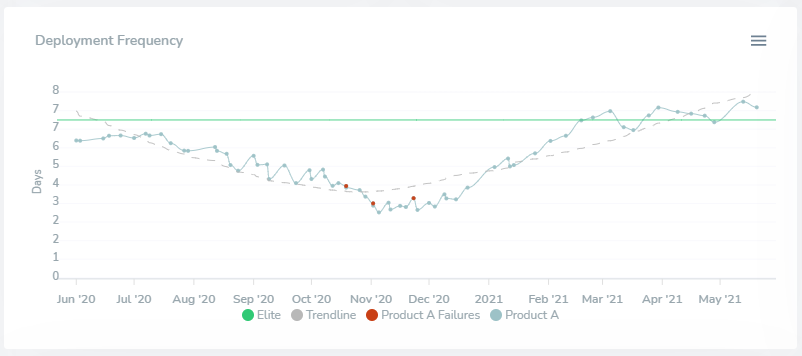 Deployment Frequency
8
7
7
6
5
4
3
2
2
1
0
Days
Jun '20 Jul '20 Aug '20 Sep '20 Oct '20 Nov '20 Dec '20 2021 Feb '21 Mar '21 Apr '21 May '21
Elite Trendline Product A Failures Product A